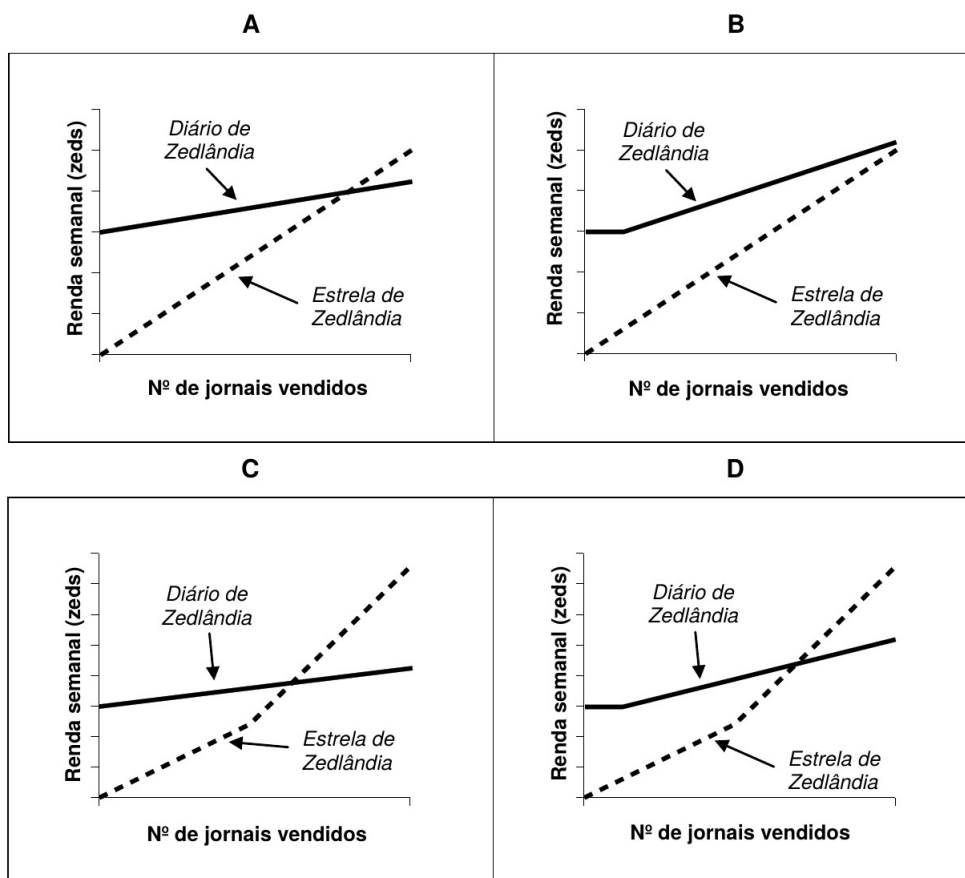 A
Renda semanal (zeds)
Diário de
Zedlândia
Estrela de
Zedlândia
Nº de jornais vendidos
B
Renda semanal (zeds)
Diário de
Zedlândia
Estrela de
Zedlândia
Nº de jornais vendidos
C
Renda semanal (zeds)
Diário de
Zedlândia
Estrela de
Zedlândia
Nº de jornais vendidos
D
Renda semanal (zeds)
Diário de
Zedlândia
Estrela de
Zedlândia
Nº de jornais vendidos